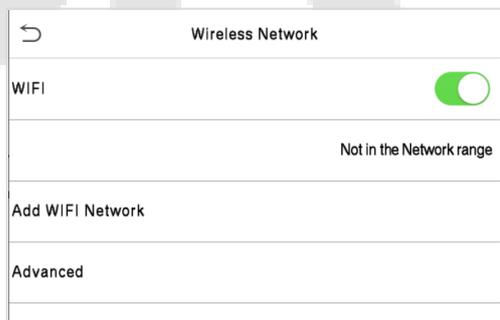 Wireless Network
WIFI
Not in the Network range
Add WIFI Network
Advanced